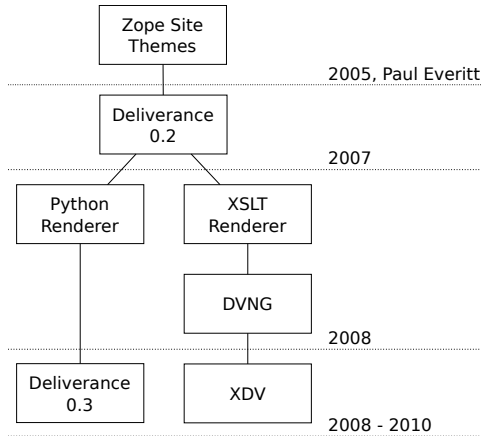 Zope Site
Themes
2005, Paul Everitt
Deliverance
0.2
2007
Python
Renderer
XSLT
Renderer
DVNG
2008
Deliverance
0.3
XDV
2008 - 2010